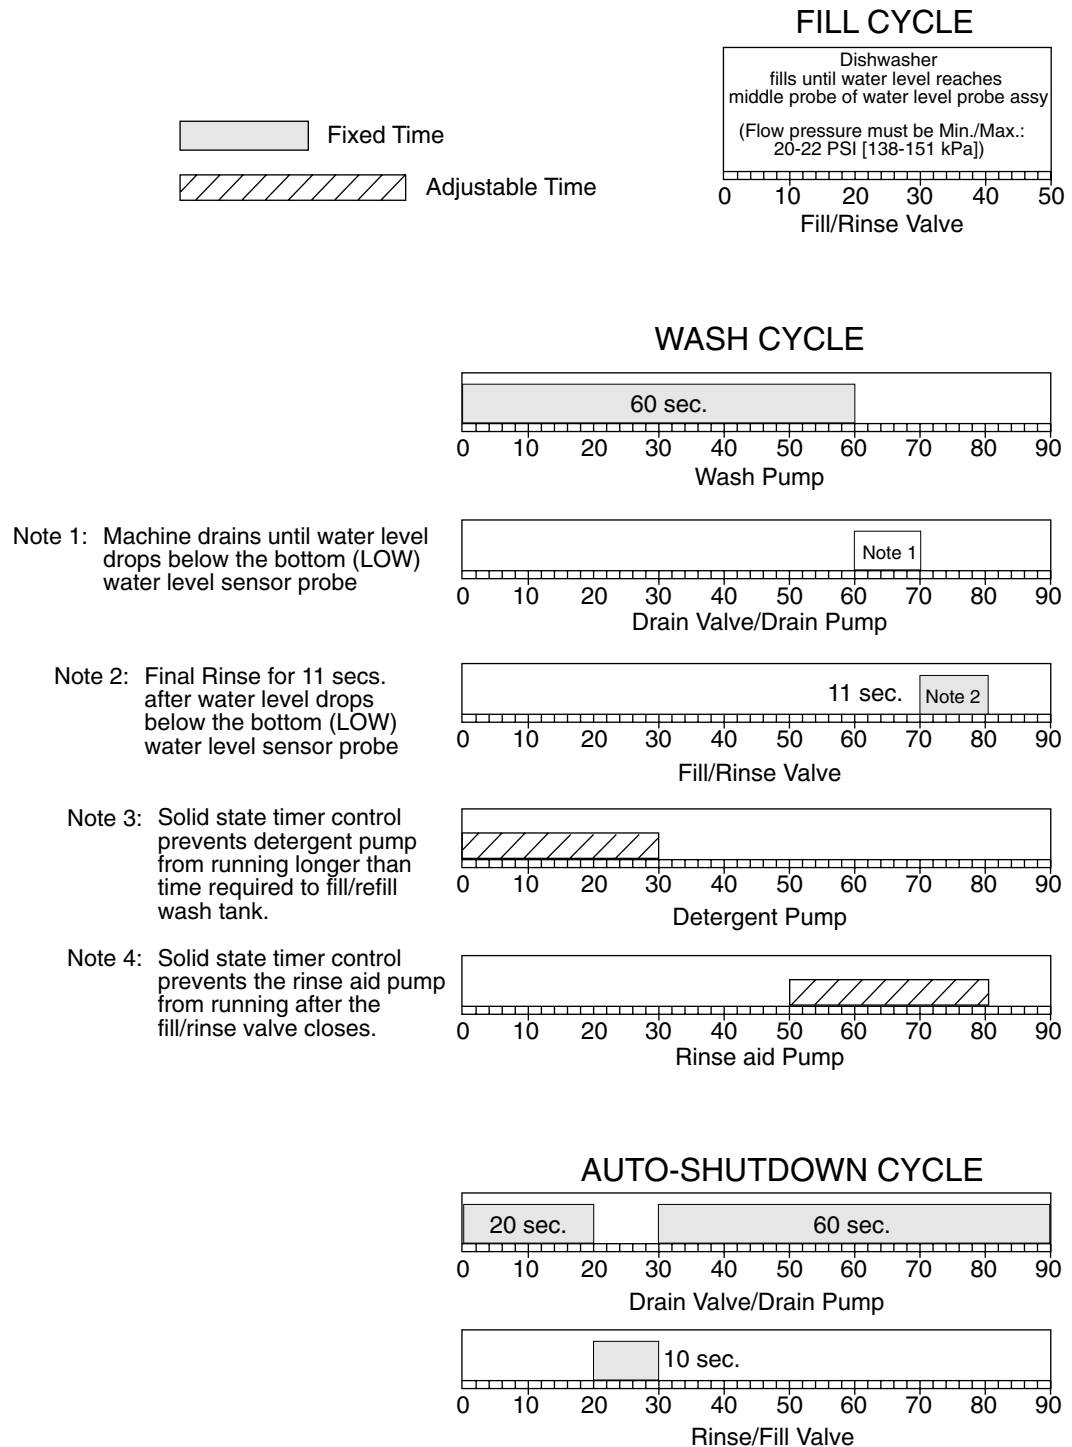 FILL CYCLE
Dishwasher
fills until water level reaches
middle probe of water level probe assy
(Flow pressure must be Min./Max.:
20-22 PSI [138-151 kPa])
0 10 20 30 40 50
Fill/Rinse Valve
Fixed Time
Adjustable Time
WASH CYCLE
60 sec.
0 10 20 30 40 50 60 70 80 90
Wash Pump
Note 1: Machine drains until water level
drops below the bottom (LOW)
water level sensor probe
Note 1
0 10 20 30 40 50 60 70 80 90
Drain Valve/Drain Pump
Note 2: Final Rinse for 11 secs.
after water level drops
below the bottom (LOW)
water level sensor probe
11 sec. Note 2
0 10 20 30 40 50 60 70 80 90
Fill/Rinse Valve
Note 3: Solid state timer control
prevents detergent pump
from running longer than
time required to fill/refill
wash tank.
0 10 20 30 40 50 60 70 80 90
Detergent Pump
Note 4: Solid state timer control
prevents the rinse aid pump
from running after the
fill/rinse valve closes.
0 10 20 30 40 50 60 70 80 90
Rinse aid Pump
AUTO-SHUTDOWN CYCLE
20 sec. 60 sec.
0 10 20 30 40 50 60 70 80 90
Drain Valve/Drain Pump
10 sec.
0 10 20 30 40 50 60 70 80 90
Rinse/Fill Valve